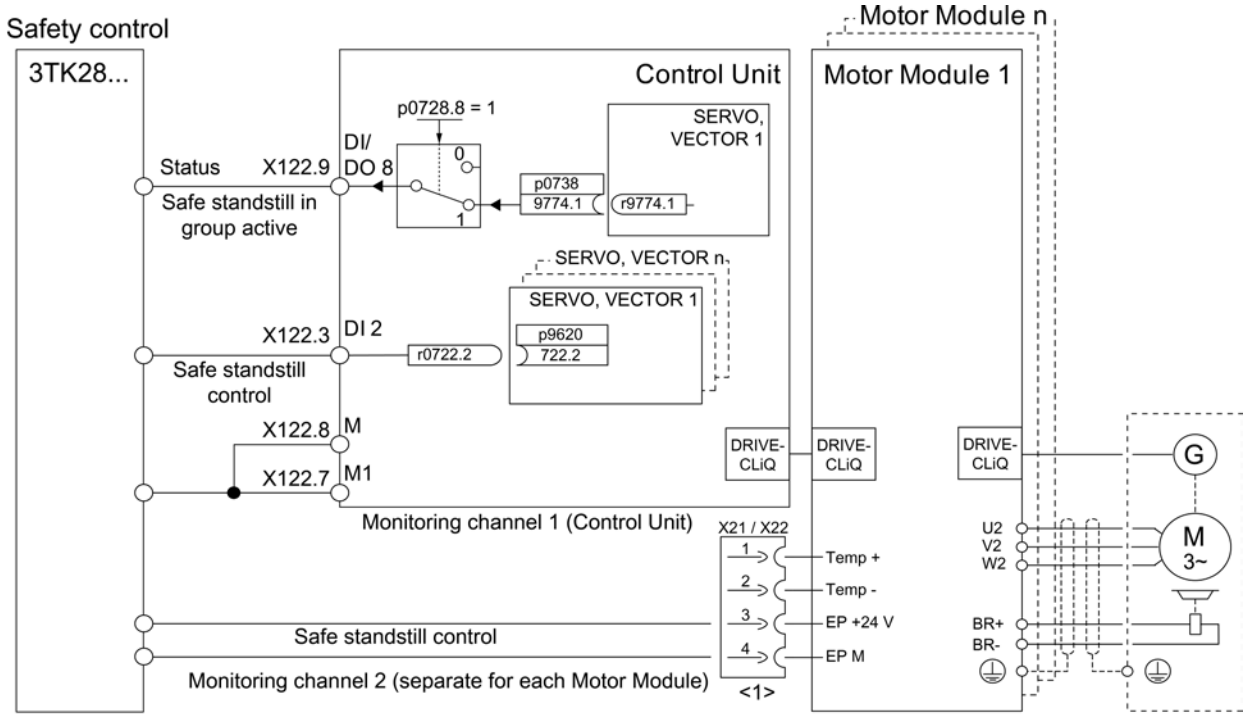 Motor Module n
Safety control
3TK28...
Control Unit
Motor Module 1
p0728.8 = 1
SERVO,
VECTOR 1
DI/
DO 8
0
1
Status
X122.9
Safe standstill in
group active
p0738
9774.1
r9774.1
SERVO, VECTOR n
SERVO, VECTOR 1
X122.3
DI 2
r0722.2
p9620
722.2
Safe standstill
control
X122.8
M
X122.7
M1
DRIVE-
CLiQ
DRIVE-
CLiQ
DRIVE-
CLiQ
G
Monitoring channel 1 (Control Unit)
X21 / X22
1
Temp +
2
Temp -
3
EP +24 V
4
EP M
<1>
U2
V2
W2
M
3~
BR+
BR-
Safe standstill control
Monitoring channel 2 (separate for each Motor Module)